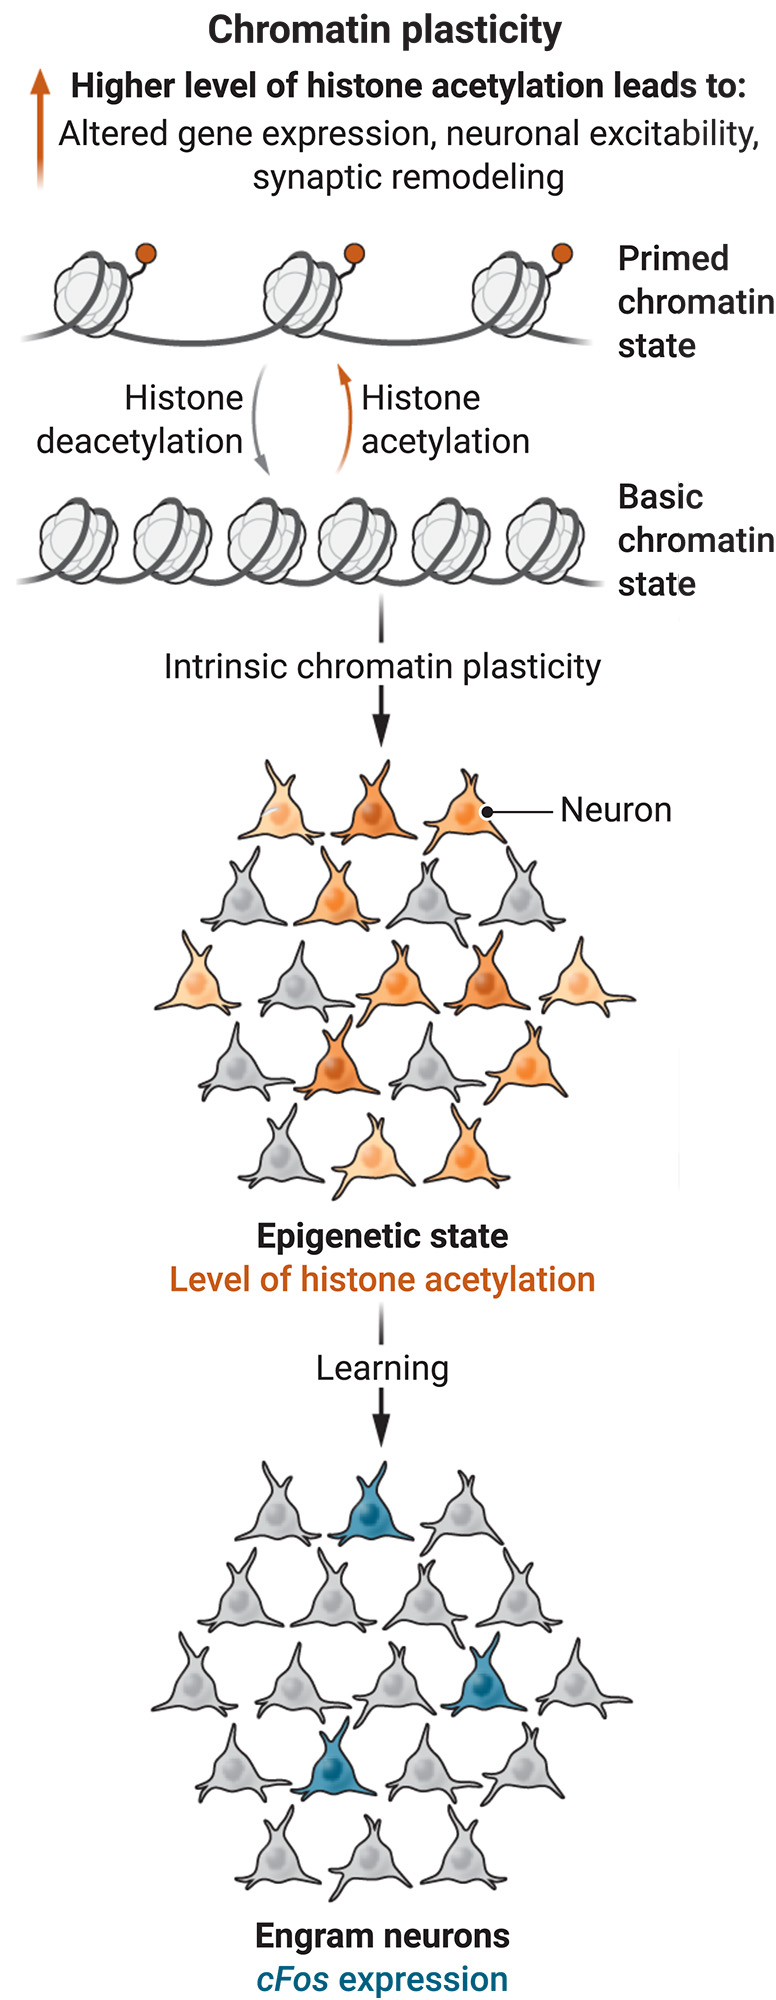 Chromatin plasticity
Higher level of histone acetylation leads to:
Altered gene expression, neuronal excitability,
synaptic remodeling
Primed
chromatin
state
Histone
deacetylation
Histone
acetylation
Basic
chromatin
state
Intrinsic chromatin plasticity
Neuron
Epigenetic state
Level of histone acetylation
Learning
Engram neurons
cFos expression